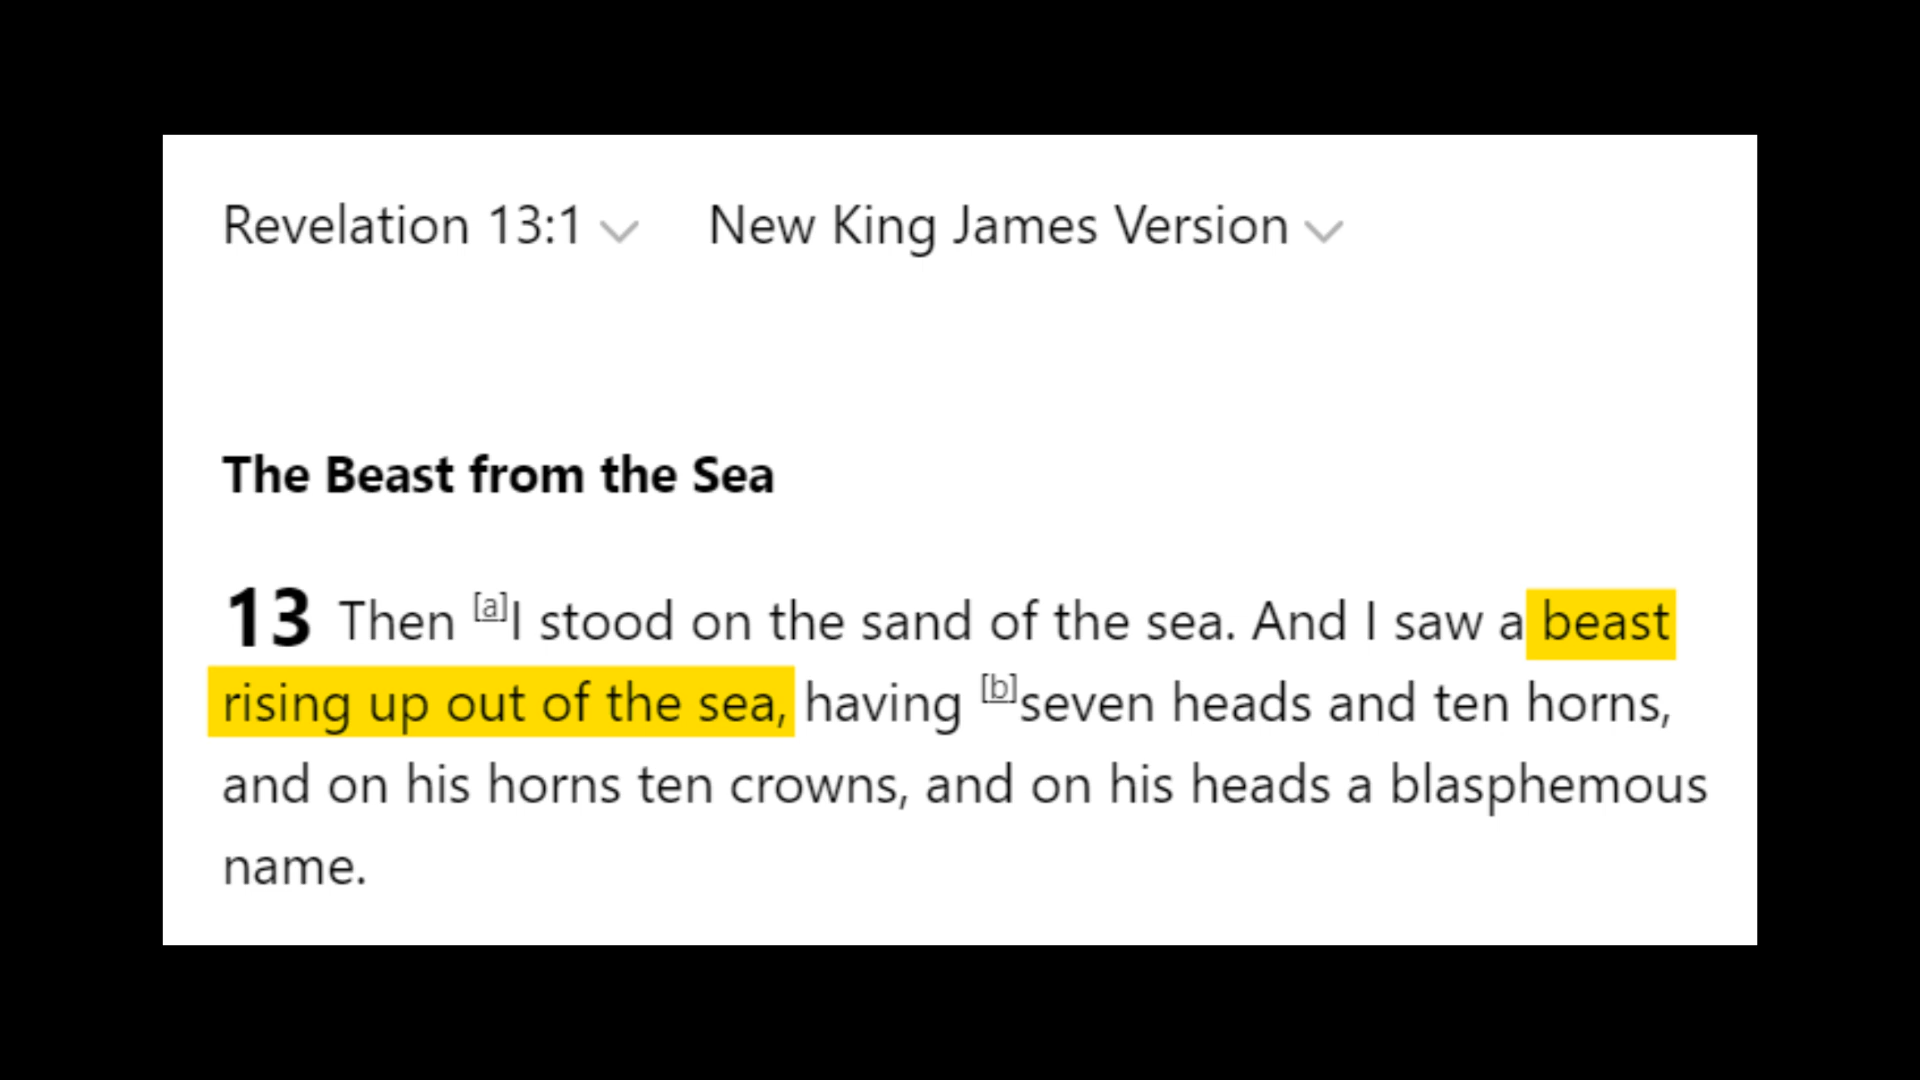 Revelation 13:1 New King James Version
The Beast from the Sea
13 Then [a]I stood on the sand of the sea. And I saw a beast
rising up out of the sea, having [b]seven heads and ten horns,
and on his horns ten crowns, and on his heads a blasphemous
name.